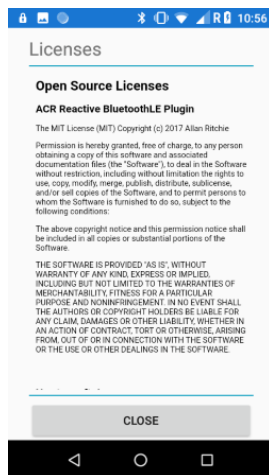 R 10:56
Licenses
Open Source Licenses
ACR Reactive BluetoothLE Plugin
The MIT License (MIT) Copyright (c) 2017 Allan Ritchie
Permission is hereby granted, free of charge, to any person
obtaining a copy of this software and associated
documentation files (the "Software"), to deal in the Software
without restriction, including without limitation the rights to
use, copy, modify, merge, publish, distribute, sublicense,
and/or sell copies of the Software, and to permit persons to
whom the Software is furnished to do so, subject to the
following conditions:
The above copyright notice and this permission notice shall
be included in all copies or substantial portions of the
Software.
THE SOFTWARE IS PROVIDED "AS IS", WITHOUT
WARRANTY OF ANY KIND, EXPRESS OR IMPLIED,
INCLUDING BUT NOT LIMITED TO THE WARRANTIES OF
MERCHANTABILITY, FITNESS FOR A PARTICULAR
PURPOSE AND NONINFRINGEMENT. IN NO EVENT SHALL
THE AUTHORS OR COPYRIGHT HOLDERS BE LIABLE FOR
ANY CLAIM, DAMAGES OR OTHER LIABILITY, WHETHER IN
AN ACTION OF CONTRACT, TORT OR OTHERWISE, ARISING
FROM, OUT OF OR IN CONNECTION WITH THE SOFTWARE
OR THE USE OR OTHER DEALINGS IN THE SOFTWARE.
CLOSE